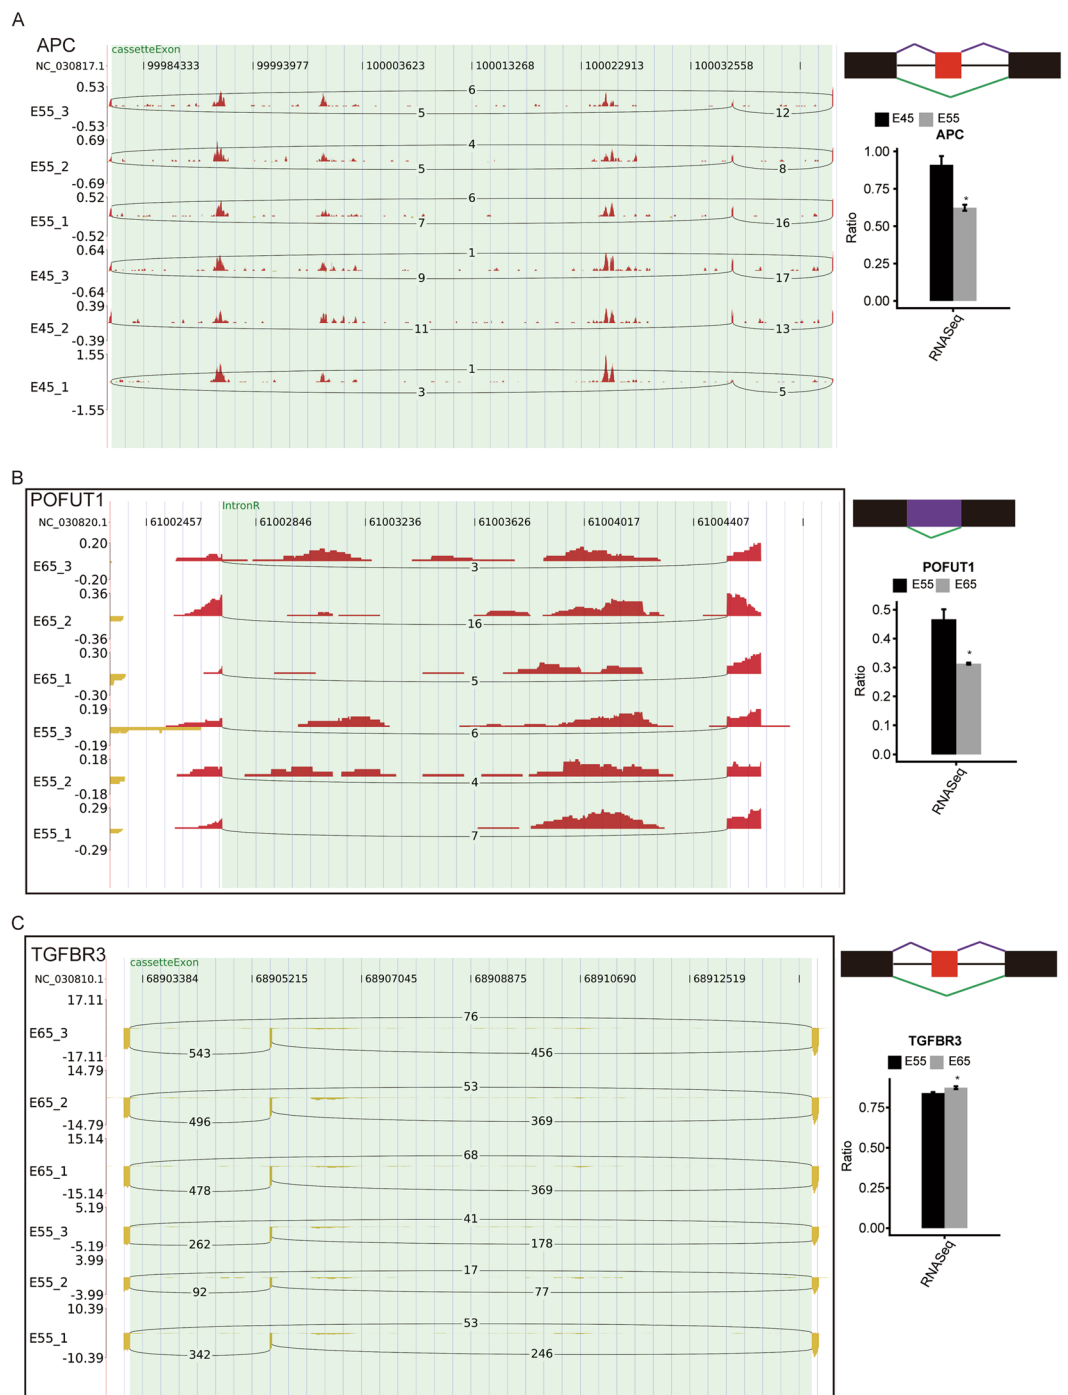 A
APC
cassetteExon
NC_030817.1 99984333 99993977 100003623 100013268 100022913 100032558
0.53
E55_3
-0.53
6
5
12
0.69
E55_2
-0.69
4
5
8
0.52
E55_1
-0.52
6
7
16
0.64
E45_3
-0.64
1
9
17
0.39
E45_2
-0.39
11
13
1.55
E45_1
-1.55
1
3
5
E45 E55
APC
1.00
0.75
0.50
0.25
0.00
Ratio
*
RNASeq
B
POFUT1
IntronR
NC_030820.1 61002457 61002846 61003236 61003626 61004017 61004407
0.20
E65_3
-0.20
3
0.36
E65_2
-0.36
16
0.30
E65_1
-0.30
5
0.19
E55_3
-0.19
6
0.18
E55_2
-0.18
4
0.29
E55_1
-0.29
7
POFUT1
E55 E65
0.5
0.4
0.3
0.2
0.1
0.0
Ratio
*
RNASeq
C
TGFBR3
cassetteExon
NC_030810.1 68903384 68905215 68907045 68908875 68910690 68912519
17.11
E65_3
-17.11
76
543
456
14.79
E65_2
-14.79
53
496
369
15.14
E65_1
-15.14
68
478
369
5.19
E55_3
-5.19
41
262
178
3.99
E55_2
-3.99
17
92
77
10.39
E55_1
-10.39
53
342
246
TGFBR3
E55 E65
0.75
0.50
0.25
0.00
Ratio
*
RNASeq